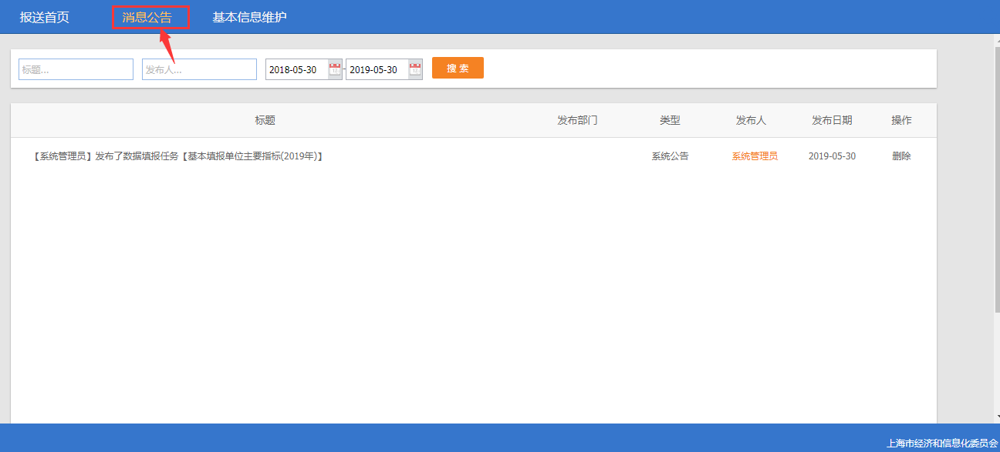 报送首页 消息公告 基本信息维护
标题... 发布人... 2018-05-30 - 2019-05-30 搜 索
标题 发布部门 类型 发布人 发布日期 操作
【系统管理员】发布了数据填报任务【基本填报单位主要指标(2019年)】 系统公告 系统管理员 2019-05-30 删除
上海市经济和信息化委员会